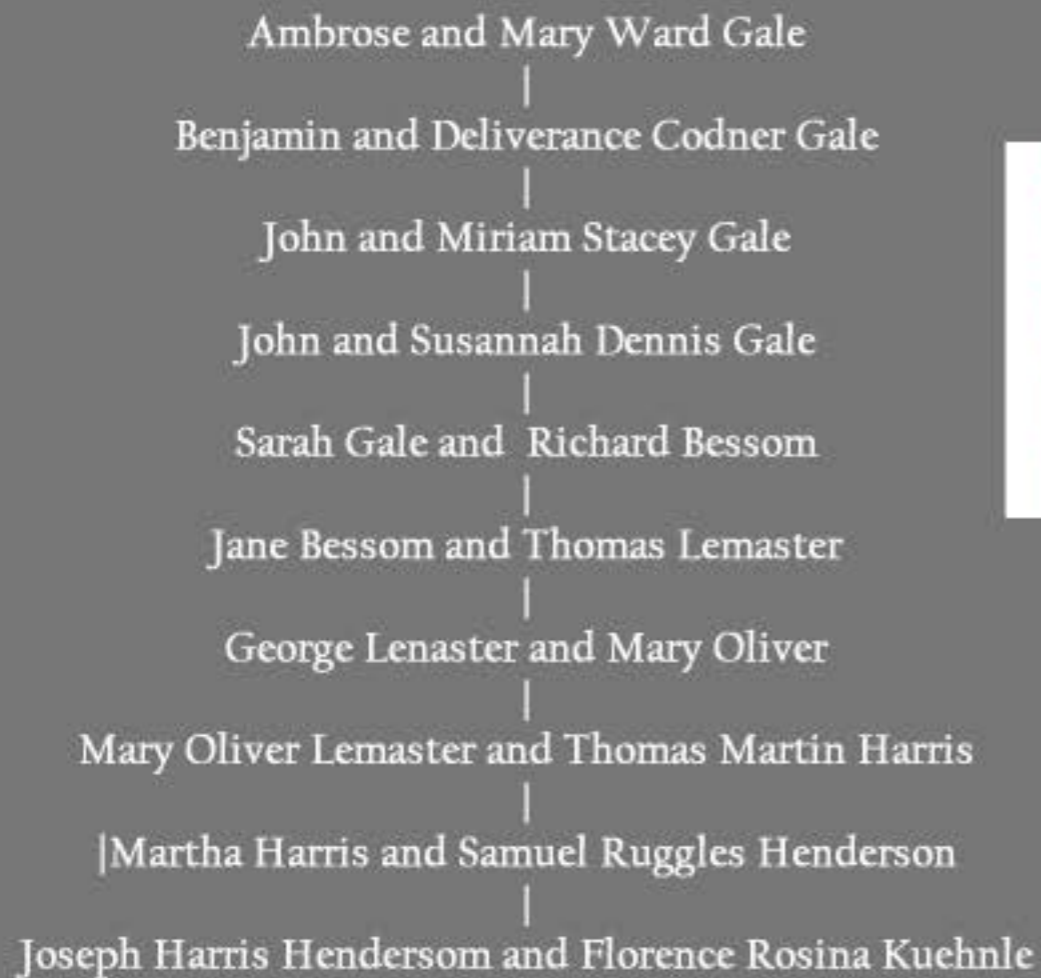 Ambrose and Mary Ward Gale
|
Benjamin and Deliverance Codner Gale
|
John and Miriam Stacey Gale
|
John and Susannah Dennis Gale
|
Sarah Gale and  Richard Bessom
|
Jane Bessom and Thomas Lemaster
|
George Lenaster and Mary Oliver
|
Mary Oliver Lemaster and Thomas Martin Harris
|
|Martha Harris and Samuel Ruggles Henderson
|
Joseph Harris Hendersom and Florence Rosina Kuehnle